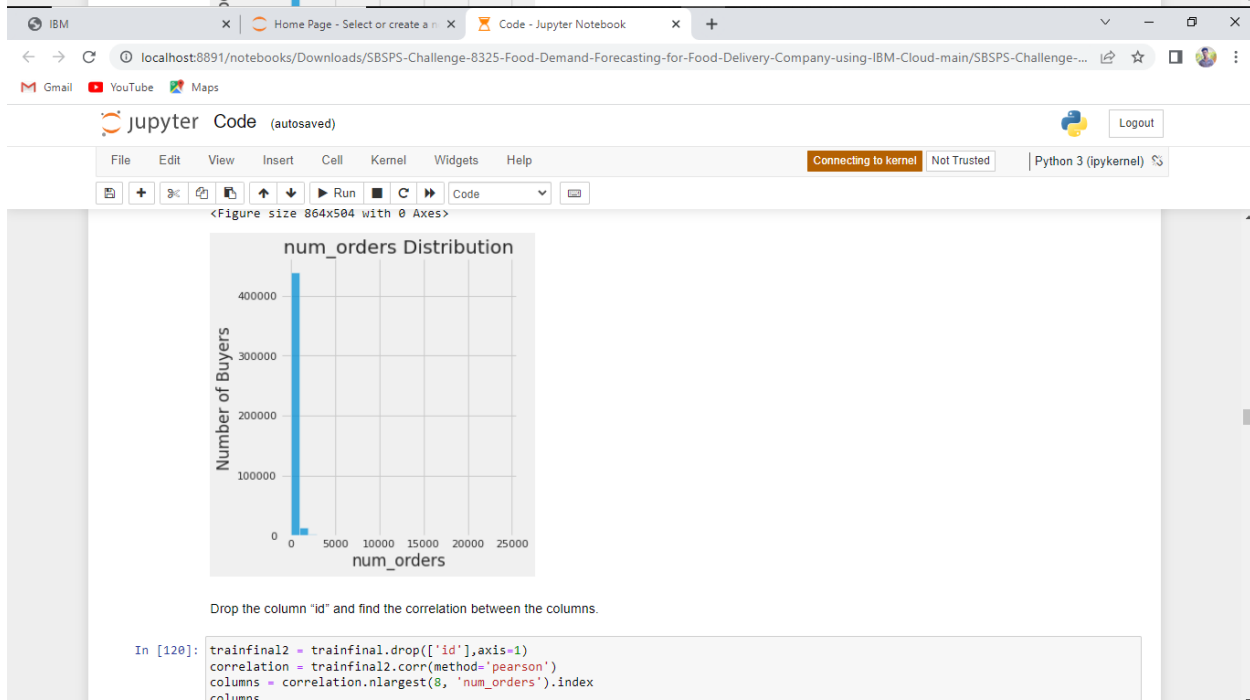 IBM
Home Page - Select or create a n
Code - Jupyter Notebook
localhost:8891/notebooks/Downloads/SBSPS-Challenge-8325-Food-Demand-Forecasting-for-Food-Delivery-Company-using-IBM-Cloud-main/SBSPS-Challenge-...
Gmail YouTube Maps
jupyter Code (autosaved) Logout
File Edit View Insert Cell Kernel Widgets Help Connecting to kernel Not Trusted Python 3 (ipykernel)
Run Code
<Figure size 864x504 with 0 Axes>
num_orders Distribution
Number of Buyers
400000
300000
200000
100000
0
0 5000 10000 15000 20000 25000
num_orders
Drop the column “id” and find the correlation between the columns.
In [120]: trainfinal2 = trainfinal.drop(['id'],axis=1)
correlation = trainfinal2.corr(method='pearson')
columns = correlation.nlargest(8, 'num_orders').index
columns